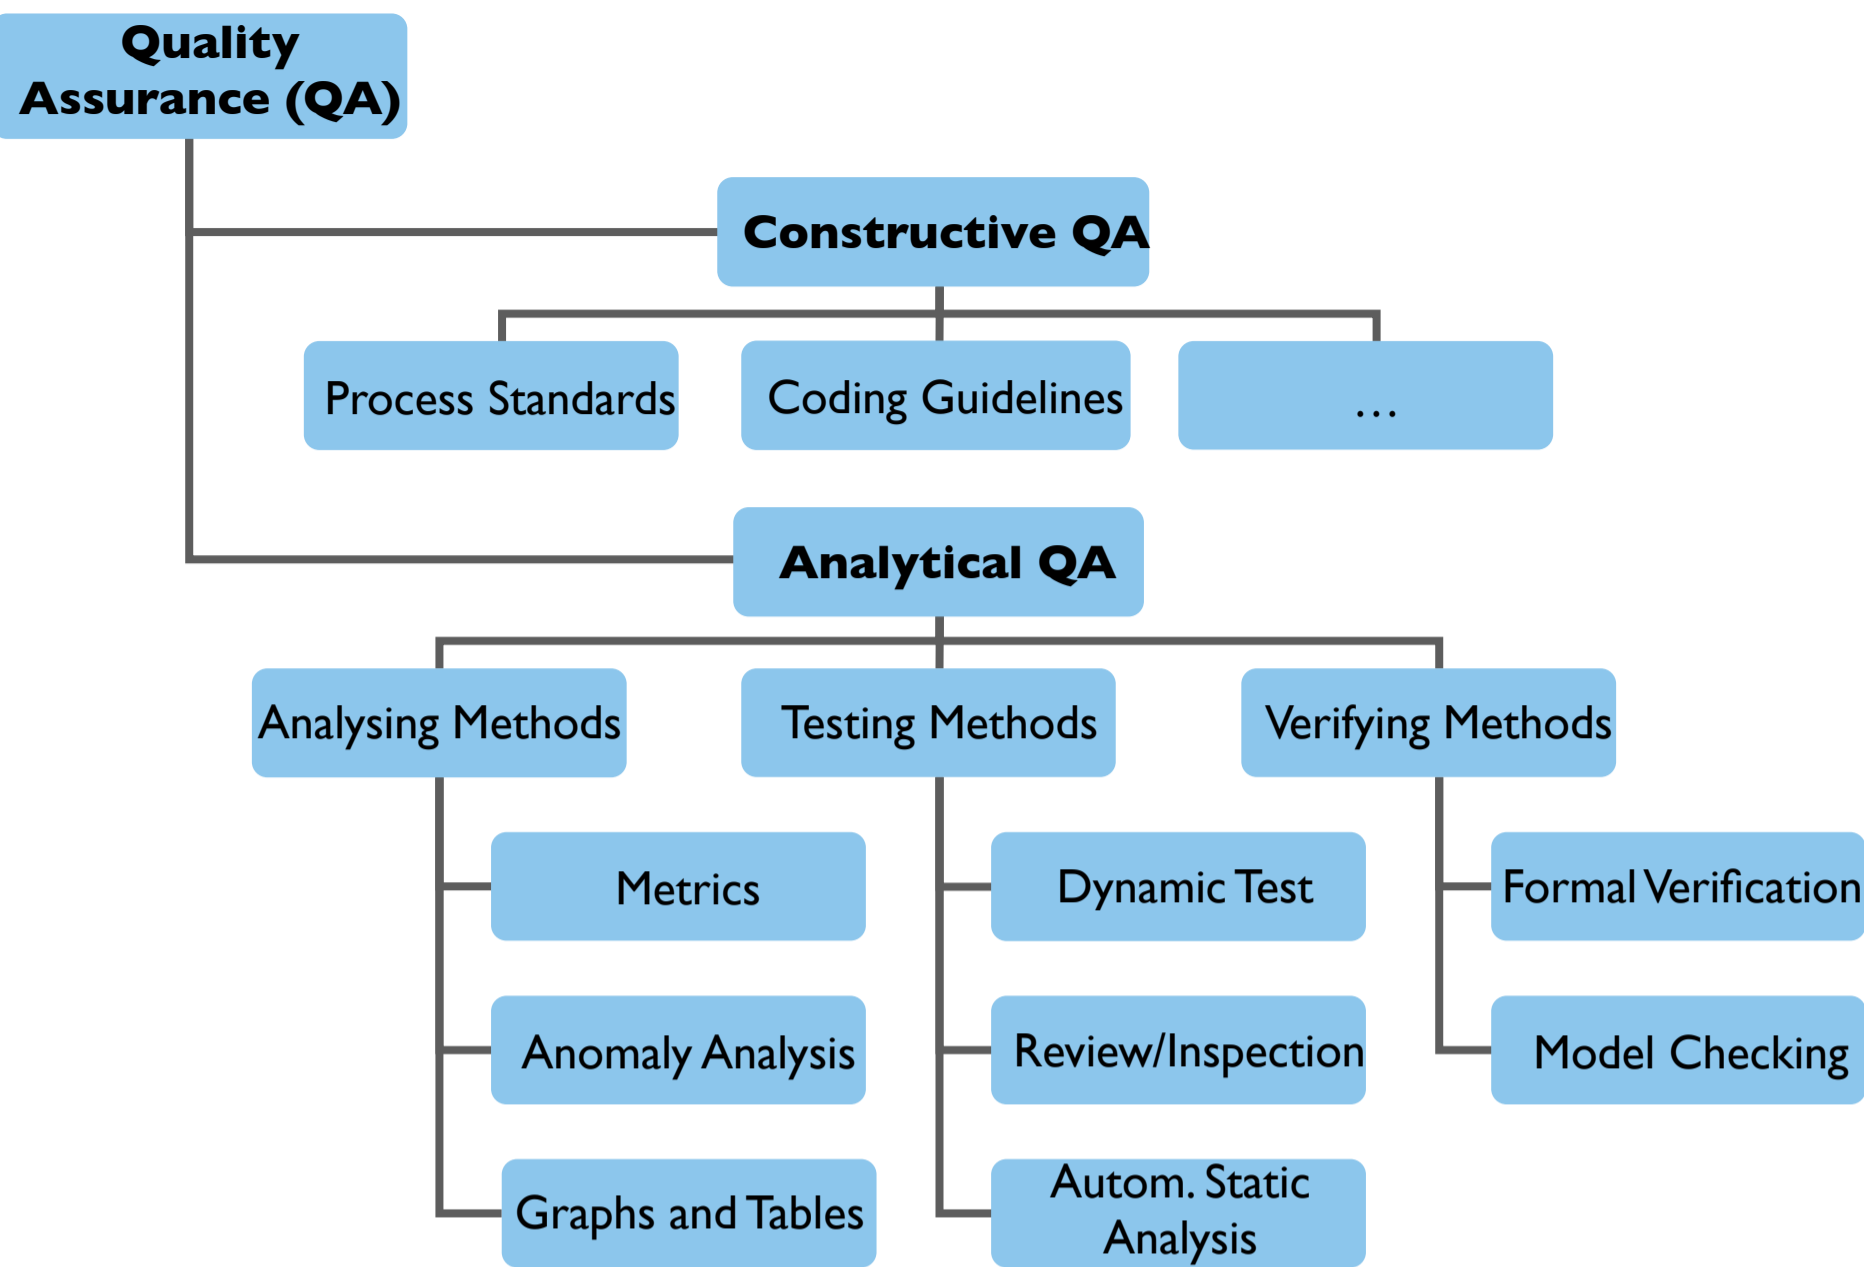 Quality
Assurance (QA)
Constructive QA
Process Standards
Coding Guidelines
…
Analytical QA
Analysing Methods
Testing Methods
Verifying Methods
Metrics
Dynamic Test
Formal Verification
Anomaly Analysis
Review/Inspection
Model Checking
Graphs and Tables
Autom. Static
Analysis